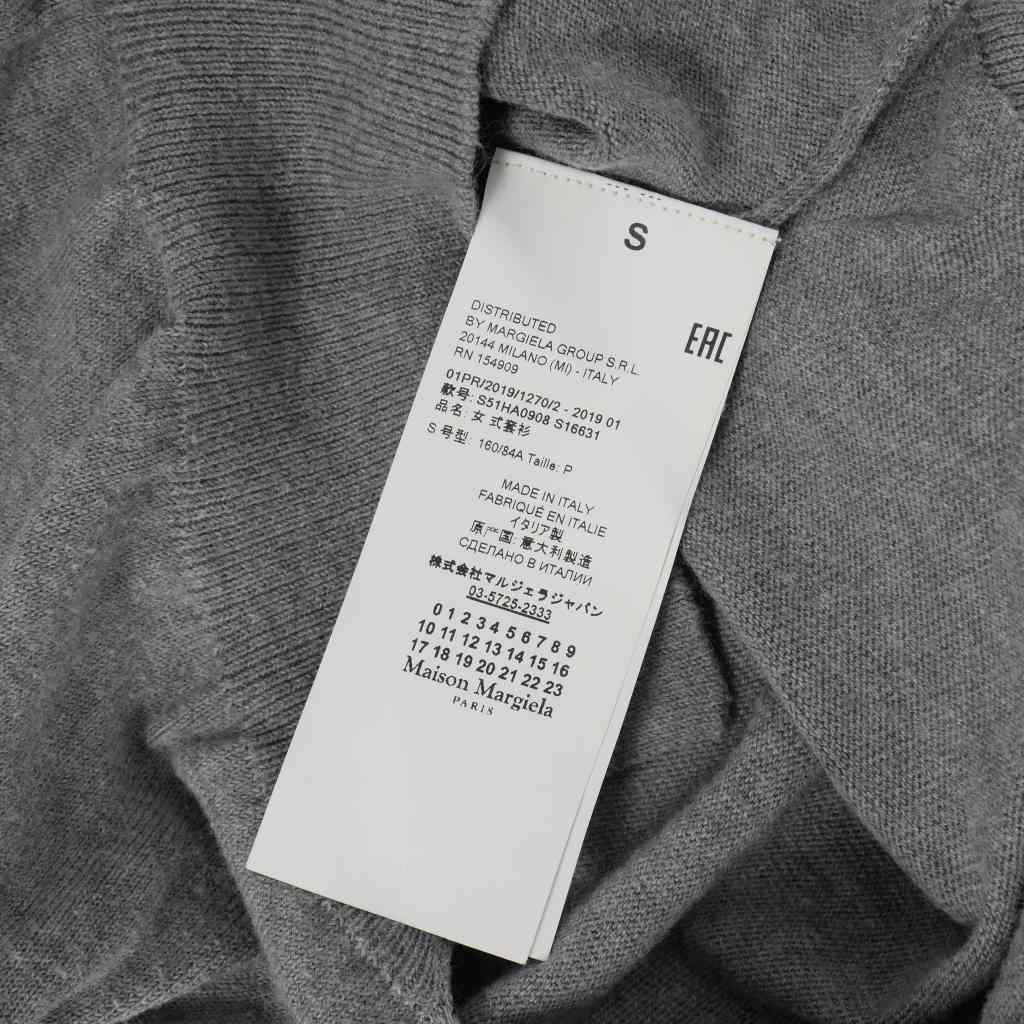 S
EAC
DISTRIBUTED
BY MARGIELA GROUP S.R.L.
20144 MILANO (MI) - ITALY
RN 154909
01PR/2019/1270/2 - 2019 01
款号: S51HA0908 S16631
品名: 女 式套衫
S 号型: 160/84A Taille: P
MADE IN ITALY
FABRIQUÉ EN ITALIE
イタリア製
原产国: 意大利製造
СДЕЛАНО В ИТАЛИИ
株式会社マルジェラジャパン
03-5725-2333
0 1 2 3 4 5 6 7 8 9
10 11 12 13 14 15 16
17 18 19 20 21 22 23
Maison Margiela
PARIS